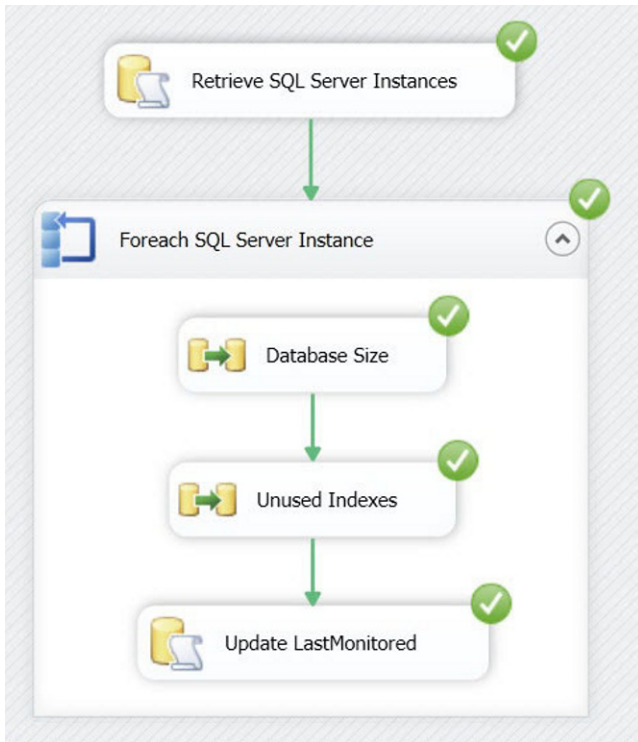 Retrieve SQL Server Instances
Foreach SQL Server Instance
Database Size
Unused Indexes
Update LastMonitored